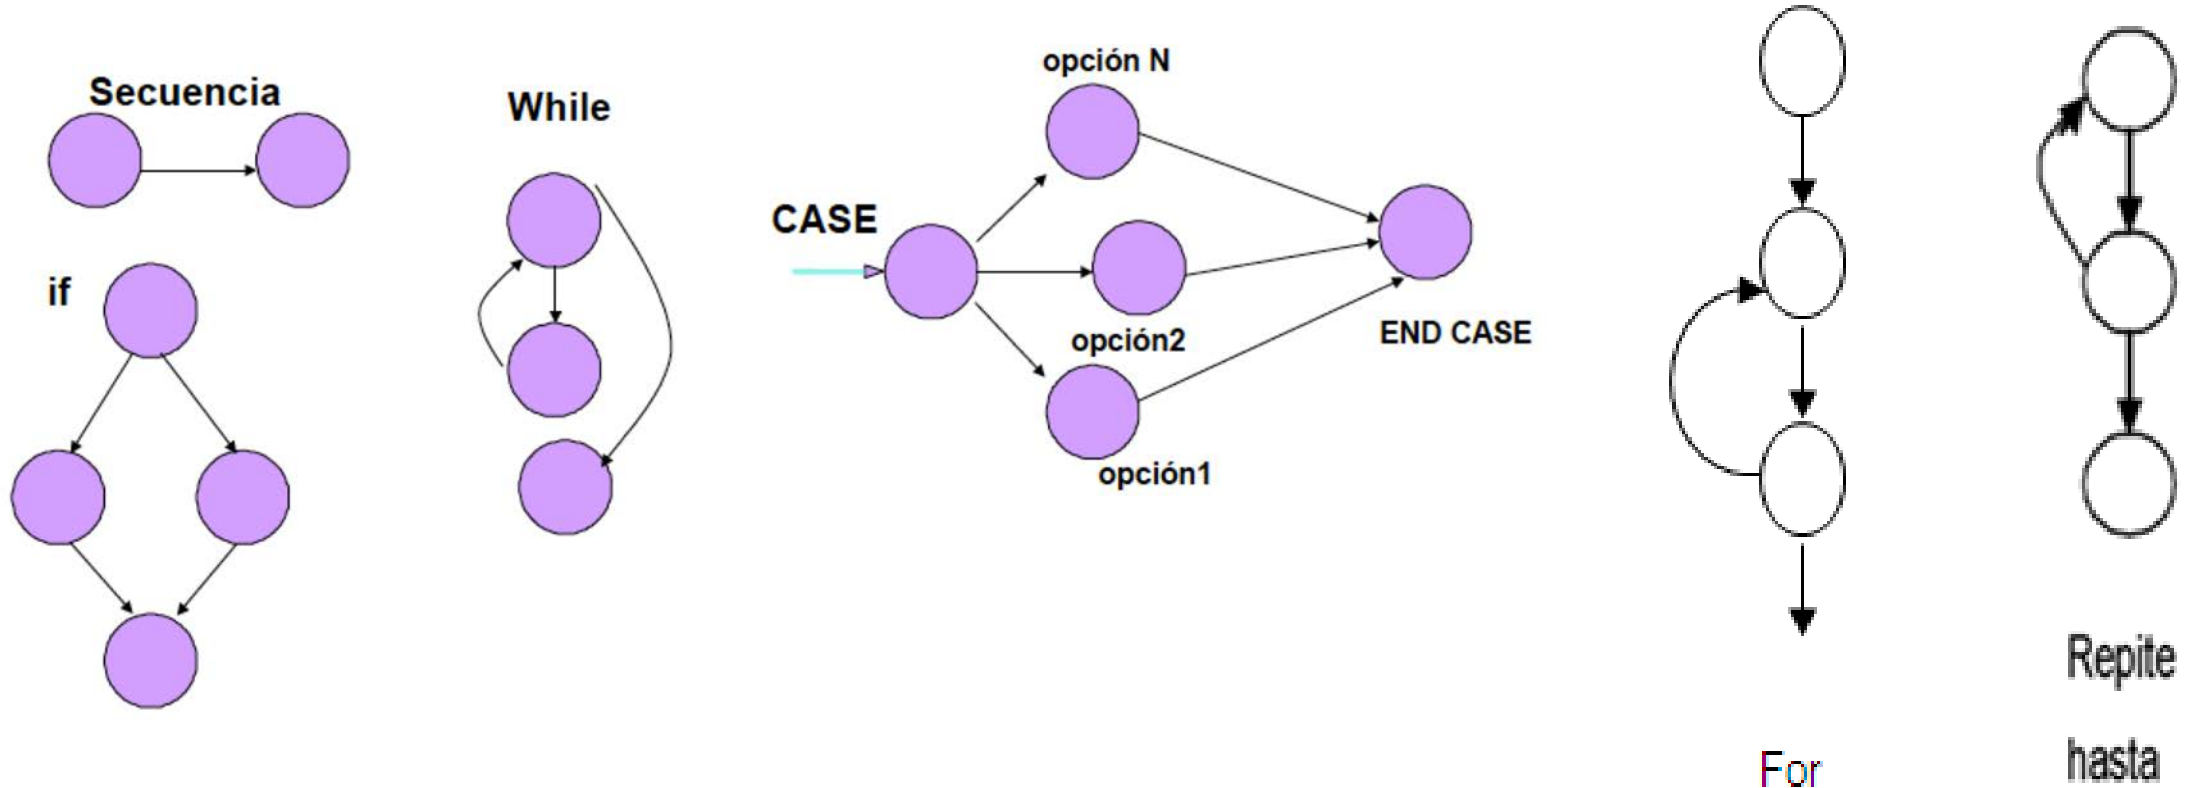 Secuencia
if
While
CASE
opción N
opción2
opción1
END CASE
For
Repite
hasta